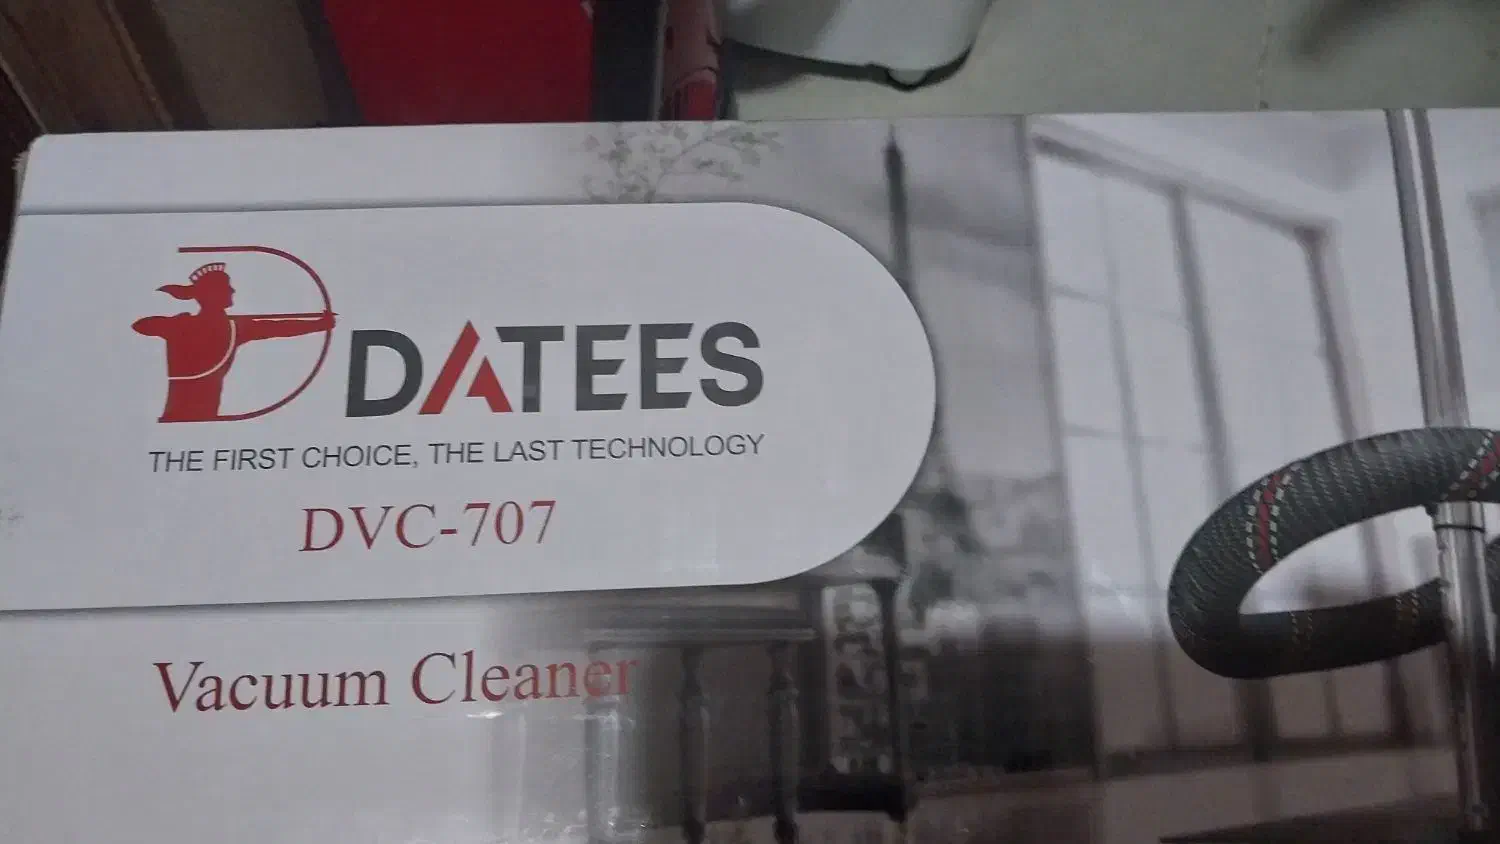 DATEES
THE FIRST CHOICE, THE LAST TECHNOLOGY
DVC-707
Vacuum Cleaner